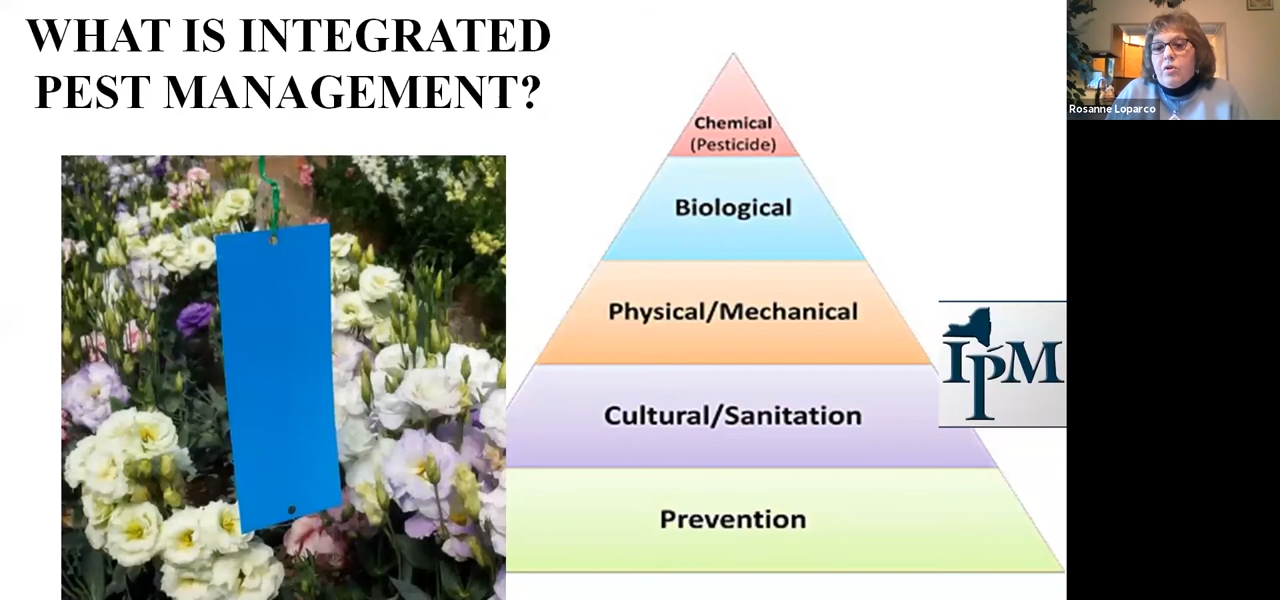 WHAT IS INTEGRATED
PEST MANAGEMENT?
Chemical
(Pesticide)
Biological
Physical/Mechanical
Cultural/Sanitation
Prevention
IPM
Rosanne Loparco